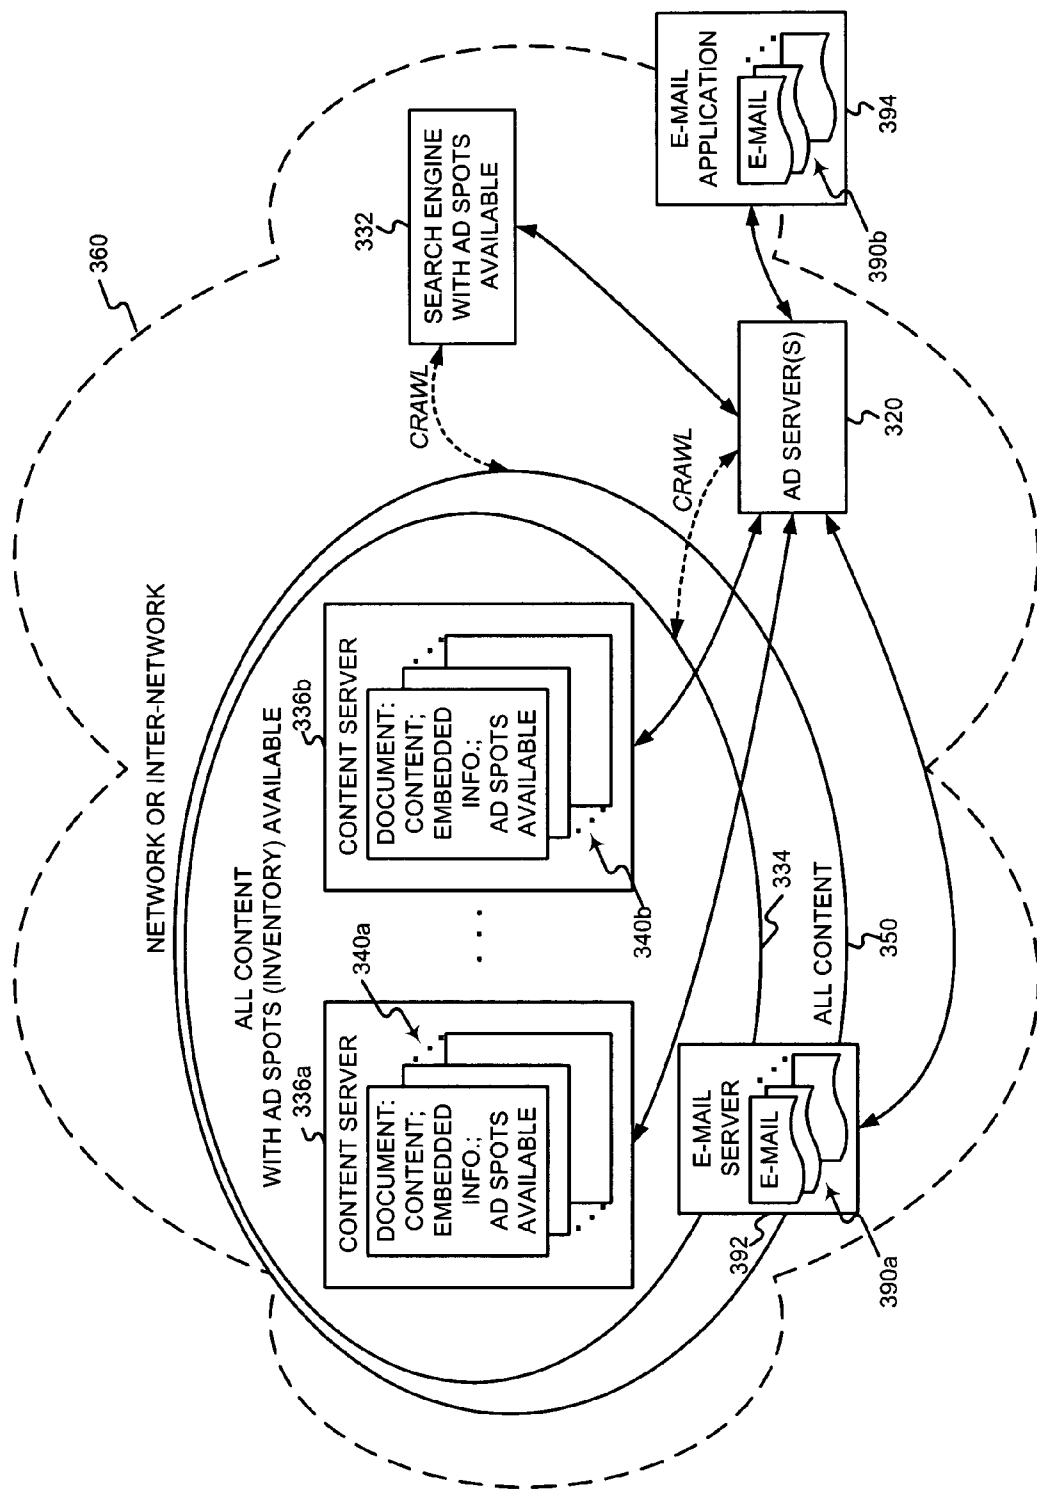 360
NETWORK OR INTER-NETWORK
ALL CONTENT
WITH AD SPOTS (INVENTORY) AVAILABLE
336a
CONTENT SERVER
DOCUMENT:
CONTENT;
EMBEDDED
INFO.;
AD SPOTS
AVAILABLE
340a
. . .
336b
CONTENT SERVER
DOCUMENT:
CONTENT;
EMBEDDED
INFO.;
AD SPOTS
AVAILABLE
340b
CRAWL
332
SEARCH ENGINE
WITH AD SPOTS
AVAILABLE
CRAWL
334
350
ALL CONTENT
392
E-MAIL
SERVER
E-MAIL
390a
AD SERVER(S)
320
E-MAIL
APPLICATION
E-MAIL
390b
394